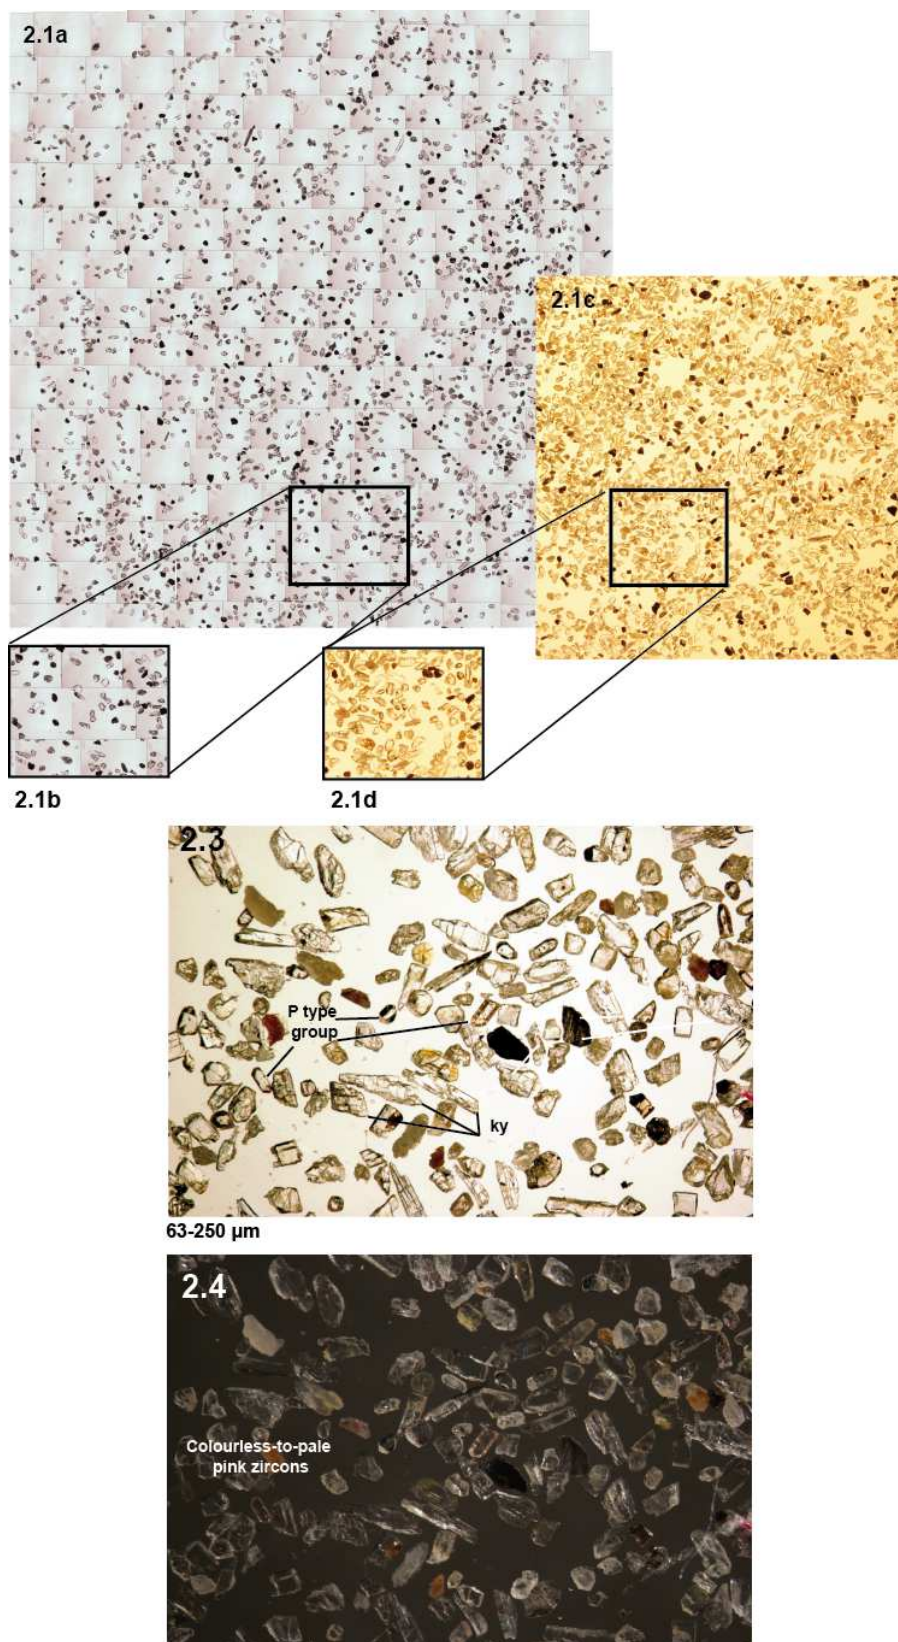 2.1a
2.1c
2.1b
2.1d
2.3
P type
group
ky
63-250 µm
2.4
Colourless-to-pale
pink zircons